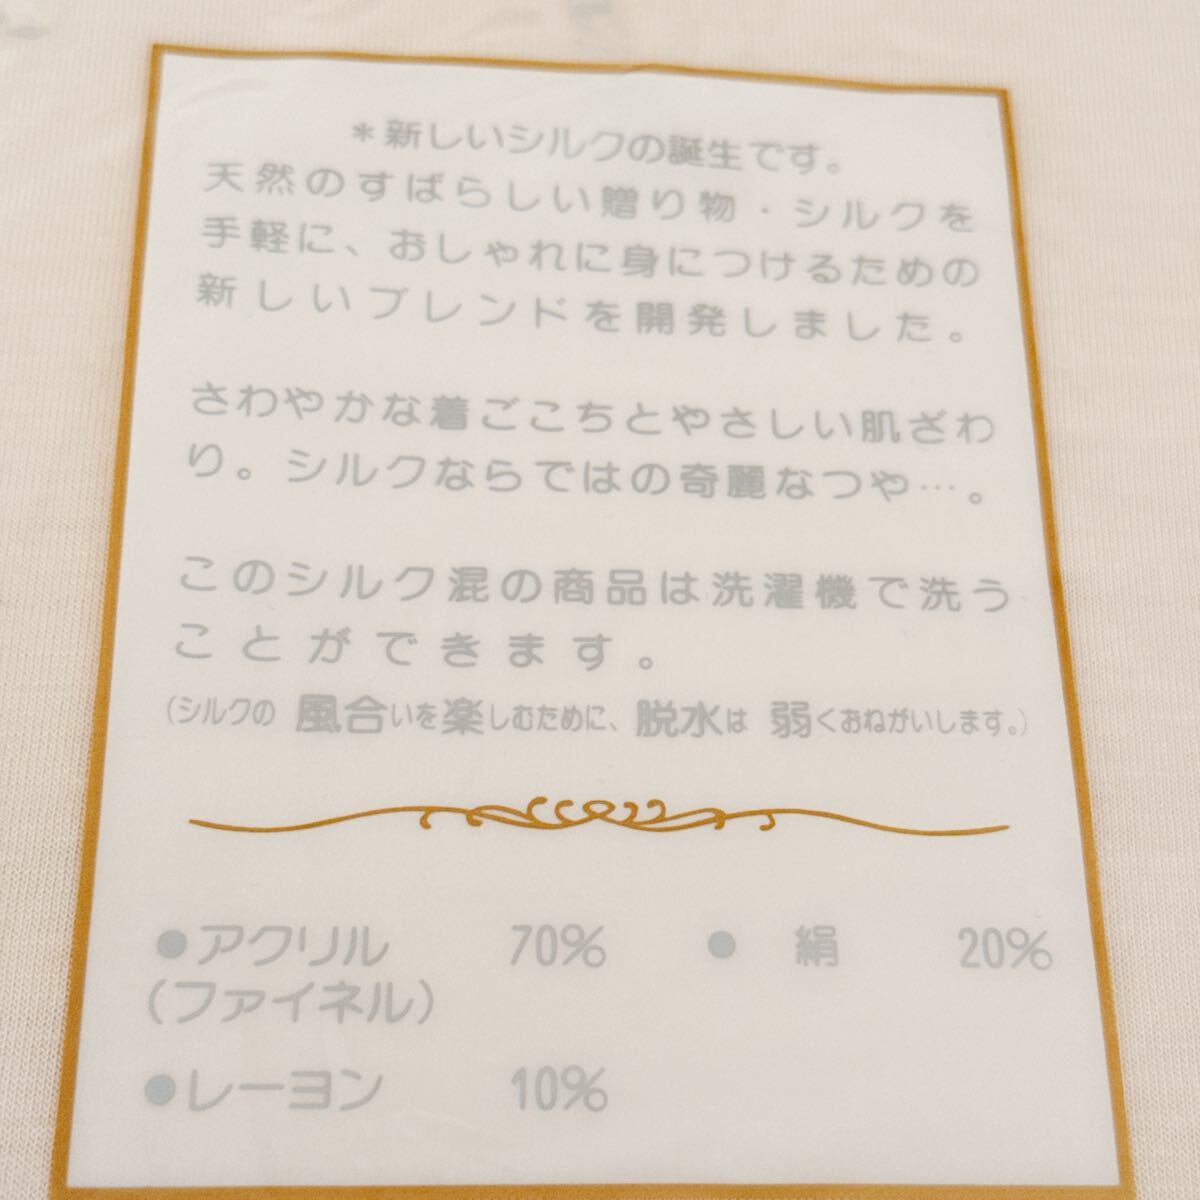 *新しいシルクの誕生です。
天然のすばらしい贈り物・シルクを
手軽に、おしゃれに身につけるための
新しいブレンドを開発しました。
さわやかな着ごこちとやさしい肌ざわ
り。シルクならではの奇麗なつや…。
このシルク混の商品は洗濯機で洗う
ことができます。
(シルクの 風合いを楽しむために、脱水は 弱くおねがいします。)
●アクリル 70% ● 絹 20%
(ファイネル)
●レーヨン 10%